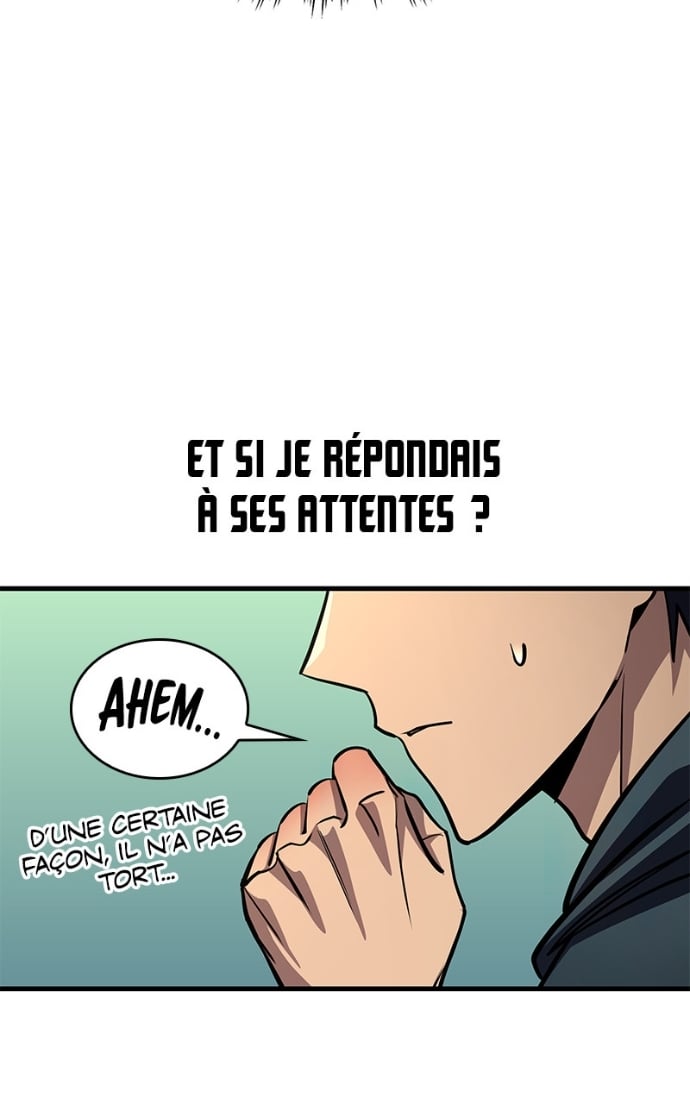 ET SI JE RÉPONDAIS
À SES ATTENTES ?
AHEM...
D'UNE CERTAINE
FAÇON, IL N'A PAS
TORT...